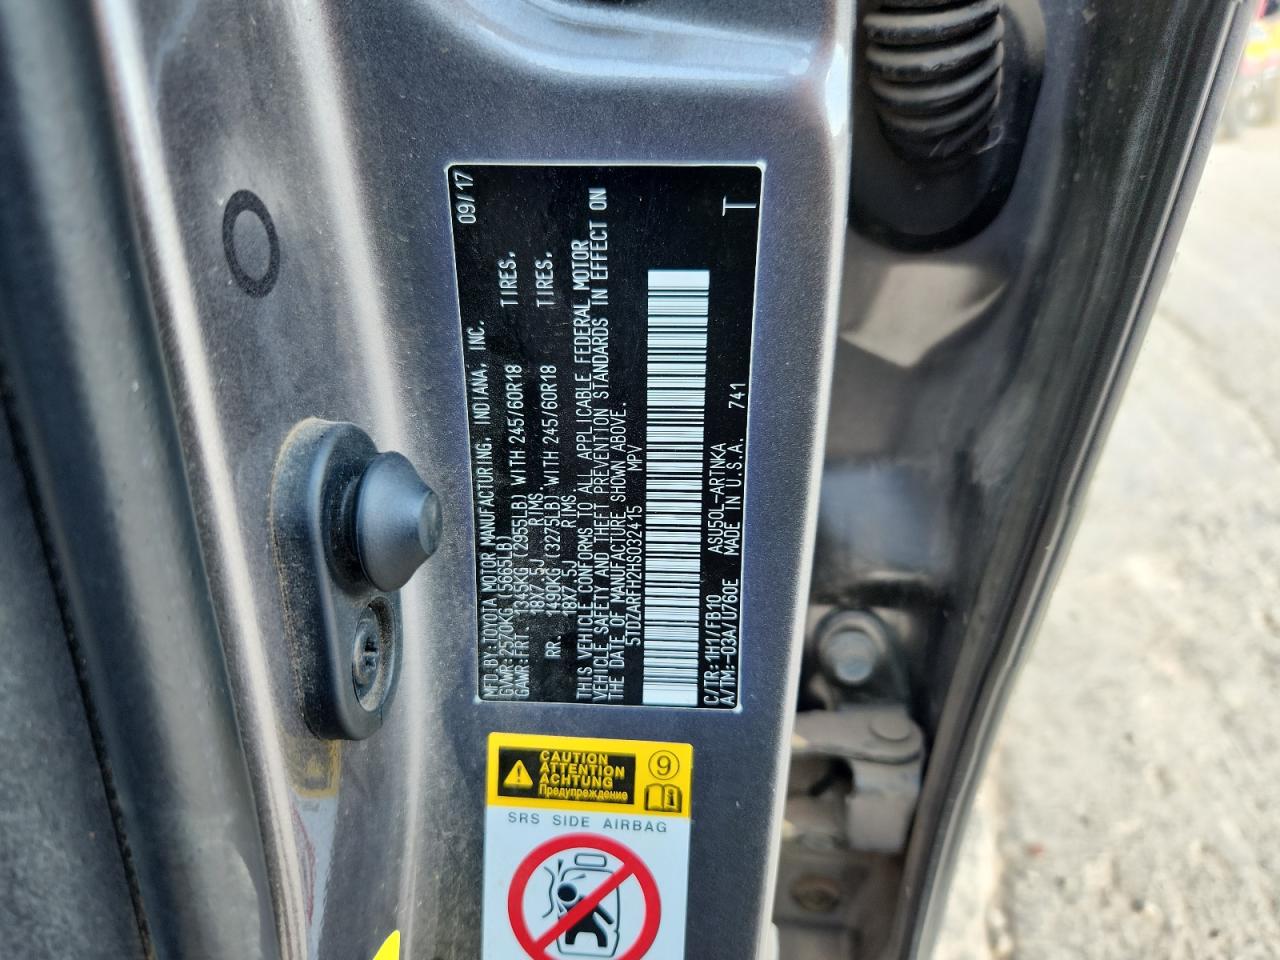 MFD.BY:TOYOTA MOTOR MANUFACTURING, INDIANA, INC. 09/17
GVWR:2570KG (5665LB)
GAWR:FRT. 1345KG (2955LB) WITH 245/60R18 TIRES.
18X7.5J RIMS.
RR. 1490KG (3275LB) WITH 245/60R18 TIRES.
18X7.5J RIMS
THIS VEHICLE CONFORMS TO ALL APPLICABLE FEDERAL MOTOR
VEHICLE SAFETY AND THEFT PREVENTION STANDARDS IN EFFECT ON
THE DATE OF MANUFACTURE SHOWN ABOVE.
5TDZARFH2HS032415 MPV
C/TR:1H1/FB10 ASU50L-ARTNKA
A/TM:-03A/U760E MADE IN U.S.A. 741 T
CAUTION
ATTENTION
ACHTUNG
Предупреждение
9
SRS SIDE AIRBAG